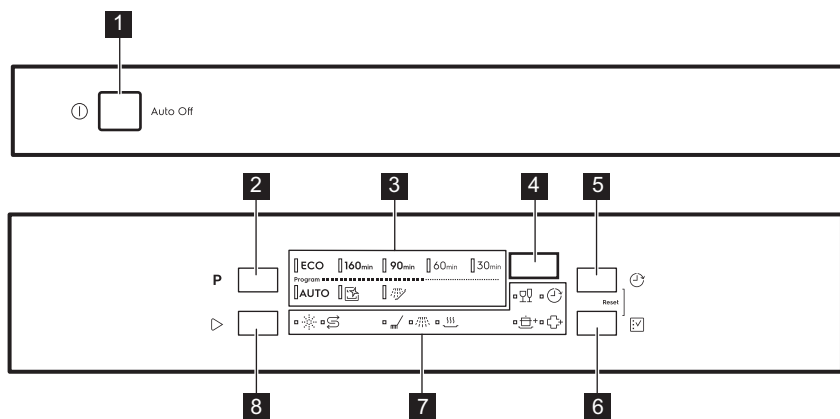 1
Auto Off
2 3 4 5
P
ECO 160min 90min 60min 30min
Program
AUTO
Reset
8 7 6